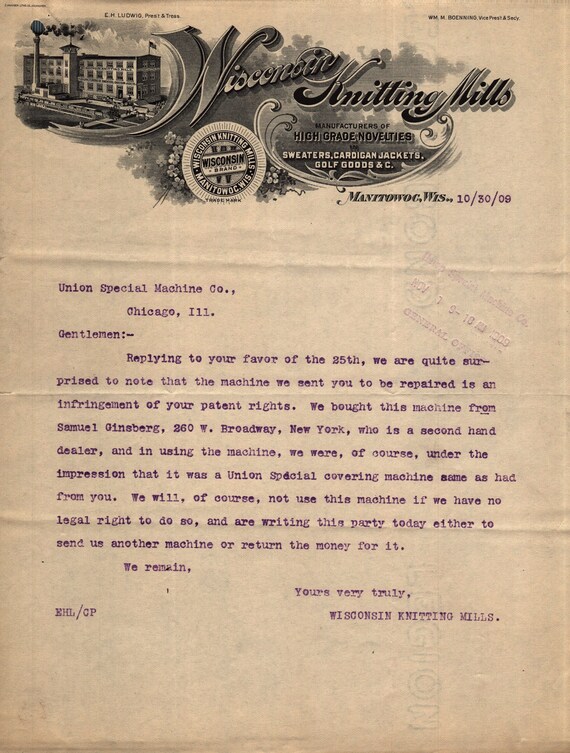 E.H. LUDWIG, Prest & Treas.
WM. M. BOENNING, Vice Prest & Secy.
Wisconsin
Knitting Mills
MANUFACTURERS OF
HIGH GRADE NOVELTIES
IN
SWEATERS, CARDIGAN JACKETS,
GOLF GOODS & C.
WISCONSIN KNITTING MILLS
WISCONSIN
BRAND
MANITOWOC, WIS.
TRADE MARK
MANITOWOC, WIS., 10/30/09
Union Special Machine Co.,
Chicago, Ill.
Gentlemen:-
Replying to your favor of the 25th, we are quite sur-
prised to note that the machine we sent you to be repaired is an
infringement of your patent rights. We bought this machine from
Samuel Ginsberg, 260 W. Broadway, New York, who is a second hand
dealer, and in using the machine, we were, of course, under the
impression that it was a Union Special covering machine same as had
from you. We will, of course, not use this machine if we have no
legal right to do so, and are writing this party today either to
send us another machine or return the money for it.
We remain,
Yours very truly,
EHL/CP
WISCONSIN KNITTING MILLS.